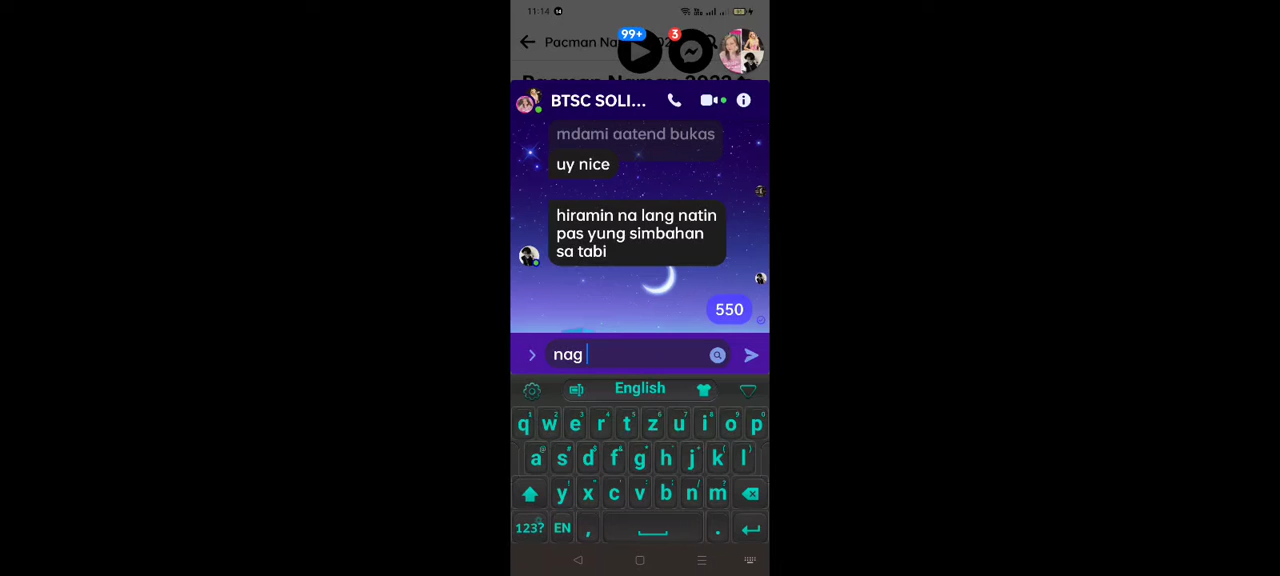 11:14
99+
3
Pacman Na
BTSC SOLI...
mdami aatend bukas
uy nice
hiramin na lang natin
pas yung simbahan
sa tabi
550
nag
English
q w e r t z u i o p
a s d f g h j k l
y x c v b n m
123? EN , .